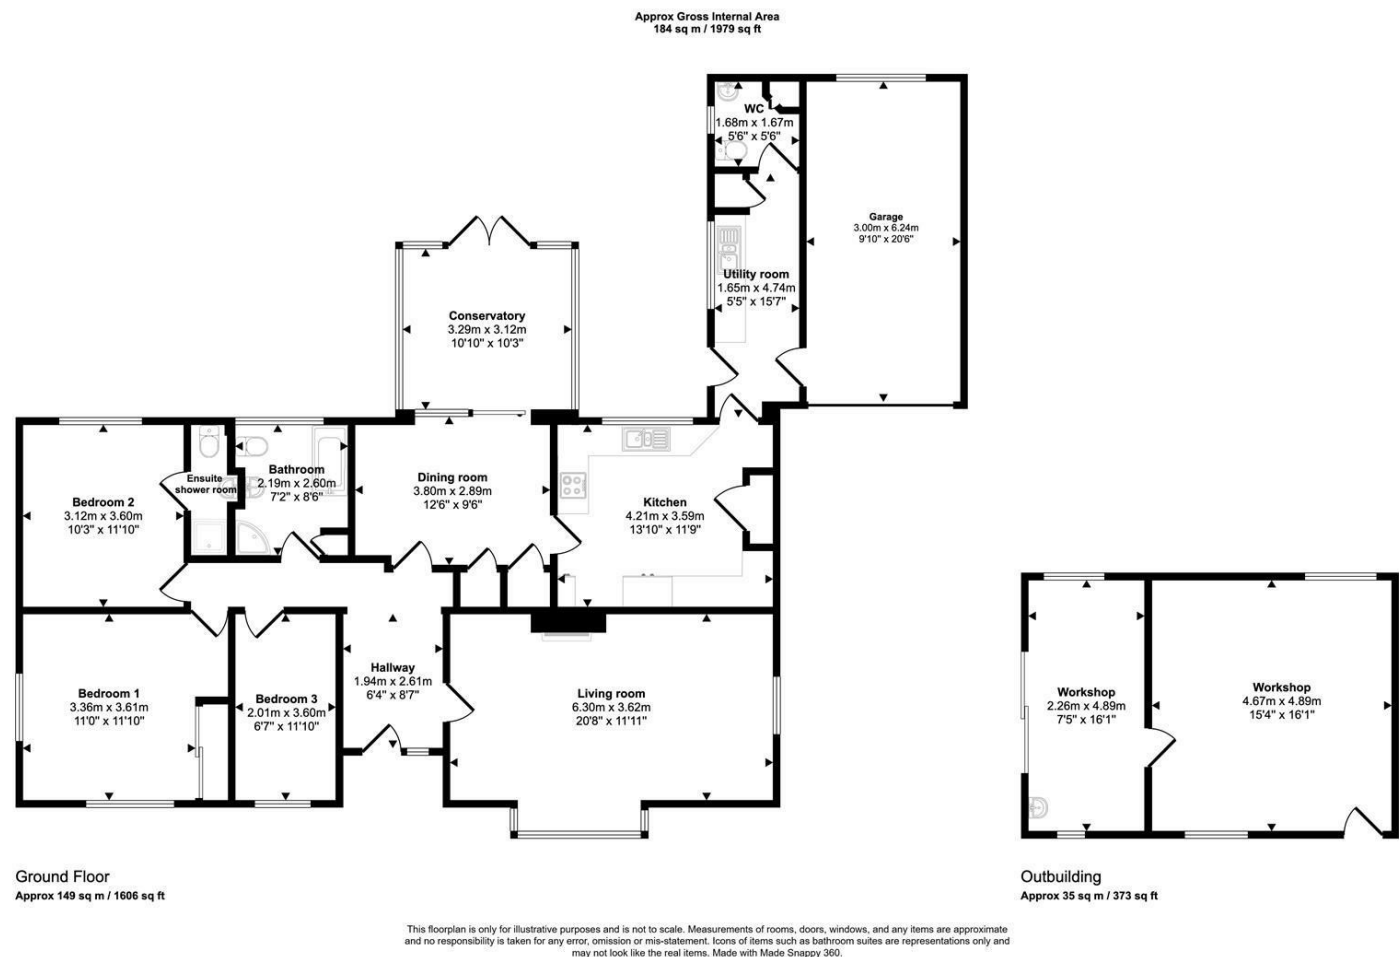 Approx Gross Internal Area
184 sq m / 1979 sq ft
WC
1.68m x 1.67m
5'6" x 5'6"
Garage
3.00m x 6.24m
9'10" x 20'6"
Utility room
1.65m x 4.74m
5'5" x 15'7"
Conservatory
3.29m x 3.12m
10'10" x 10'3"
Bedroom 2
3.12m x 3.60m
10'3" x 11'10"
Ensuite
shower room
Bathroom
2.19m x 2.60m
7'2" x 8'6"
Dining room
3.80m x 2.89m
12'6" x 9'6"
Kitchen
4.21m x 3.59m
13'10" x 11'9"
Bedroom 1
3.36m x 3.61m
11'0" x 11'10"
Bedroom 3
2.01m x 3.60m
6'7" x 11'10"
Hallway
1.94m x 2.61m
6'4" x 8'7"
Living room
6.30m x 3.62m
20'8" x 11'11"
Workshop
2.26m x 4.89m
7'5" x 16'1"
Workshop
4.67m x 4.89m
15'4" x 16'1"
Ground Floor
Approx 149 sq m / 1606 sq ft
Outbuilding
Approx 35 sq m / 373 sq ft
This floorplan is only for illustrative purposes and is not to scale. Measurements of rooms, doors, windows, and any items are approximate
and no responsibility is taken for any error, omission or mis-statement. Icons of items such as bathroom suites are representations only and
may not look like the real items. Made with Made Snappy 360.